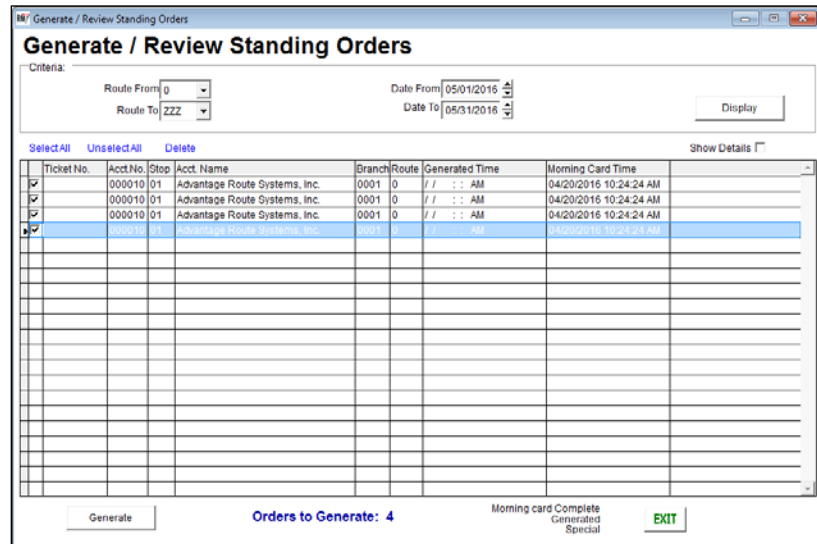 Generate / Review Standing Orders
Generate / Review Standing Orders
Criteria:
Route From 0 Date From 05/01/2016
Route To ZZZ Date To 05/31/2016 Display
Select All Unselect All Delete Show Details
Ticket No. Acct.No. Stop Acct. Name Branch Route Generated Time Morning Card Time
000010 01 Advantage Route Systems, Inc. 0001 0 / / : : AM 04/20/2016 10:24:24 AM
000010 01 Advantage Route Systems, Inc. 0001 0 / / : : AM 04/20/2016 10:24:24 AM
000010 01 Advantage Route Systems, Inc. 0001 0 / / : : AM 04/20/2016 10:24:24 AM
000010 01 Advantage Route Systems, Inc. 0001 0 / / : : AM 04/20/2016 10:24:24 AM
Generate Orders to Generate: 4 Morning card Complete
Generated EXIT
Special